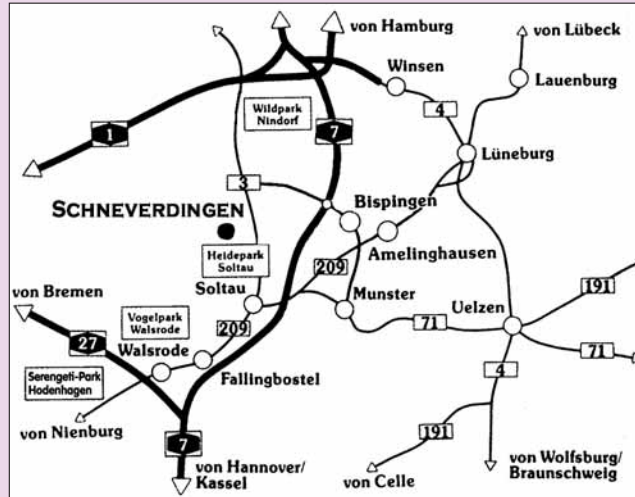 von Hamburg
von Lübeck
Winsen
Lauenburg
Wildpark
Nindorf
4
1
7
Lüneburg
3
Bispingen
SCHNEVERDINGEN
Amelinghausen
Heidepark
Soltau
209
Soltau
Munster
Uelzen
191
von Bremen
Vogelpark
Walsrode
209
71
27
Walsrode
71
Serengeti-Park
Hodenhagen
Fallingbostel
4
von Nienburg
191
7
von Hannover/
Kassel
von Celle
von Wolfsburg/
Braunschweig